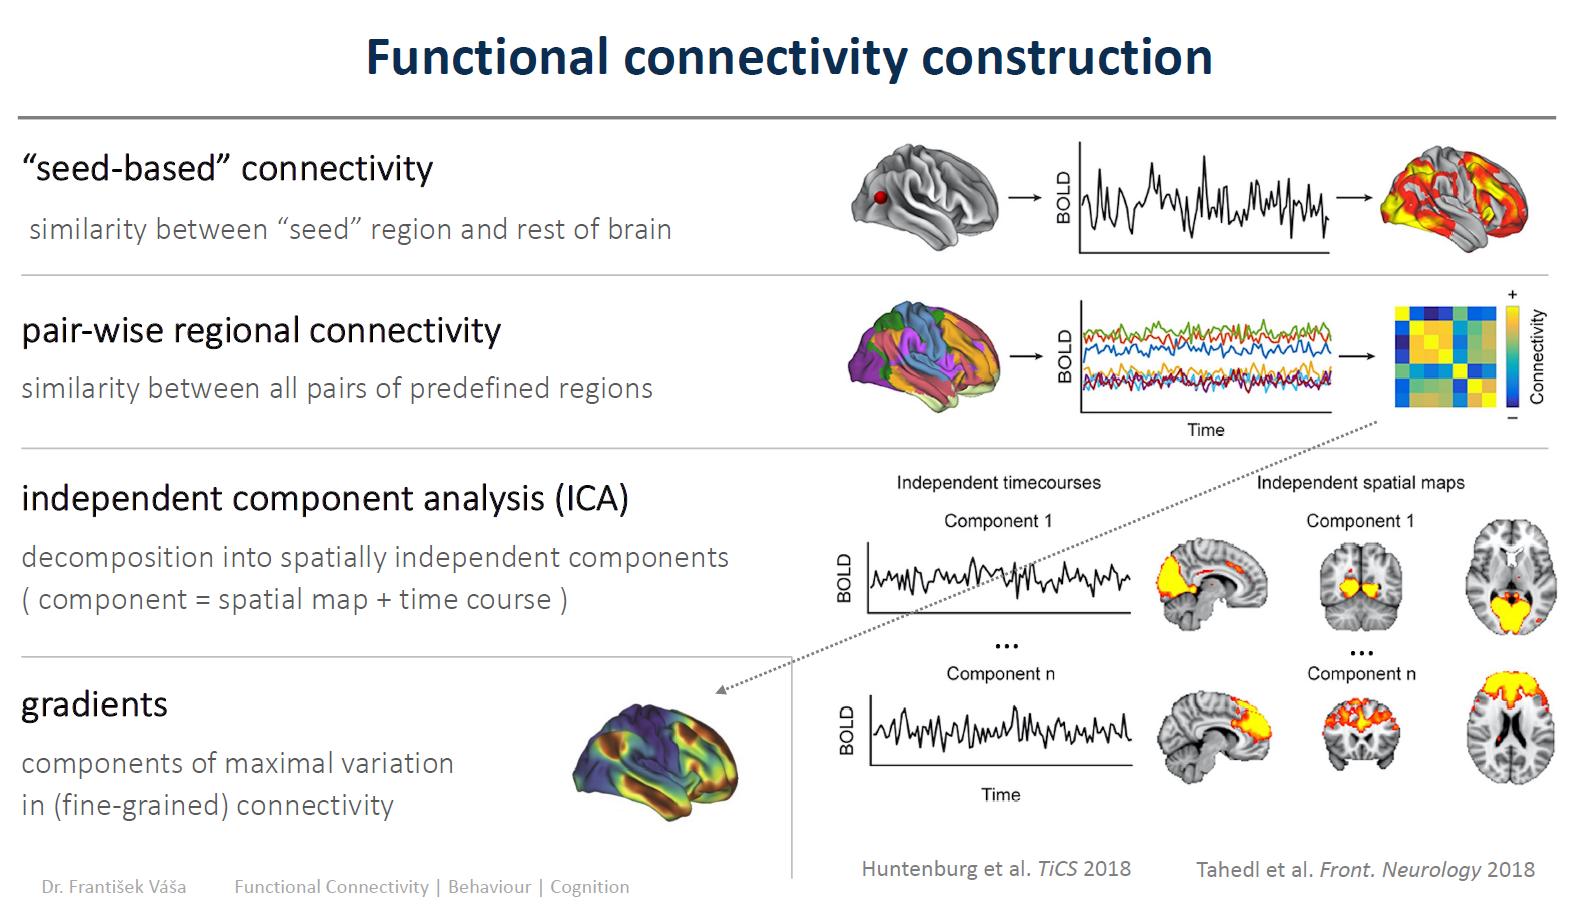 Functional connectivity construction
“seed-based” connectivity
similarity between “seed” region and rest of brain
BOLD
pair-wise regional connectivity
similarity between all pairs of predefined regions
BOLD
Time
+
−
Connectivity
independent component analysis (ICA)
decomposition into spatially independent components
( component = spatial map + time course )
Independent timecourses
Independent spatial maps
Component 1
Component 1
BOLD
...
...
Component n
Component n
BOLD
Time
gradients
components of maximal variation
in (fine-grained) connectivity
Huntenburg et al. TiCS 2018
Tahedl et al. Front. Neurology 2018
Dr. František Váša
Functional Connectivity | Behaviour | Cognition